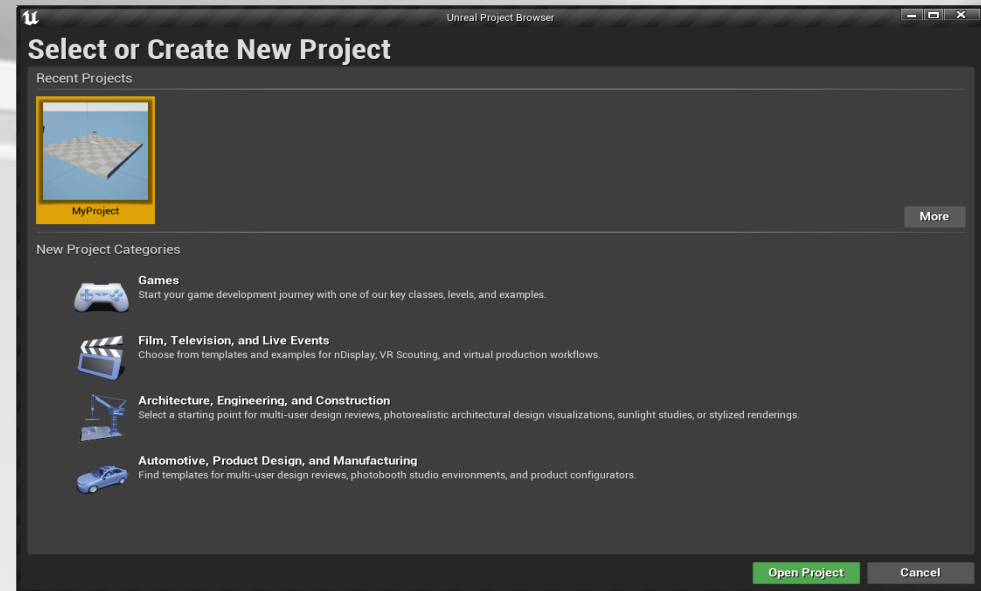 Unreal Project Browser
Select or Create New Project
Recent Projects
MyProject
More
New Project Categories
Games
Start your game development journey with one of our key classes, levels, and examples.
Film, Television, and Live Events
Choose from templates and examples for nDisplay, VR Scouting, and virtual production workflows.
Architecture, Engineering, and Construction
Select a starting point for multi-user design reviews, photorealistic architectural design visualizations, sunlight studies, or stylized renderings.
Automotive, Product Design, and Manufacturing
Find templates for multi-user design reviews, photobooth studio environments, and product configurators.
Open Project
Cancel